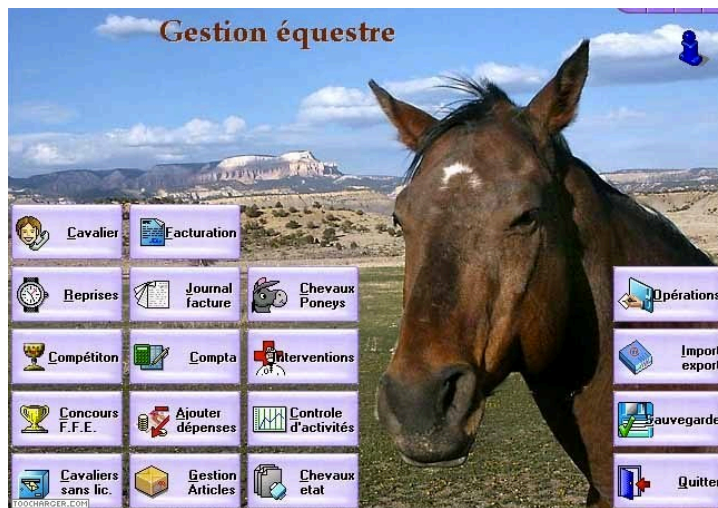 Gestion équestre
Cavalier
Facturation
Reprises
Journal
facture
Chevaux
Poneys
Opérations
Compétiton
Compta
Interventions
Import
export
Concours
F.F.E.
Ajouter
dépenses
Controle
d'activités
Sauvegarde
Cavaliers
sans lic.
Gestion
Articles
Chevaux
etat
Quitter
TOOCHARGER.COM